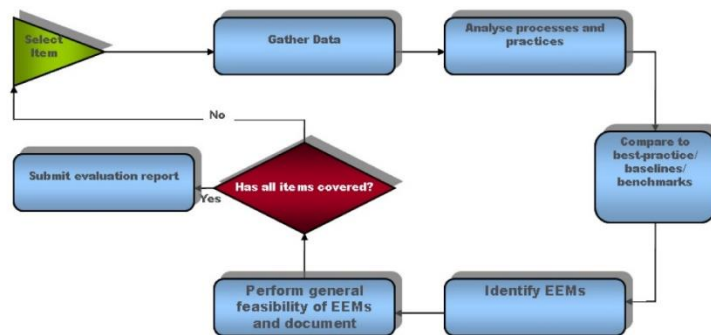 Select
Item
Gather Data
Analyse processes and
practices
Compare to
best-practice/
baselines/
benchmarks
Identify EEMs
Perform general
feasibility of EEMs
and document
Has all items covered?
No
Yes
Submit evaluation report